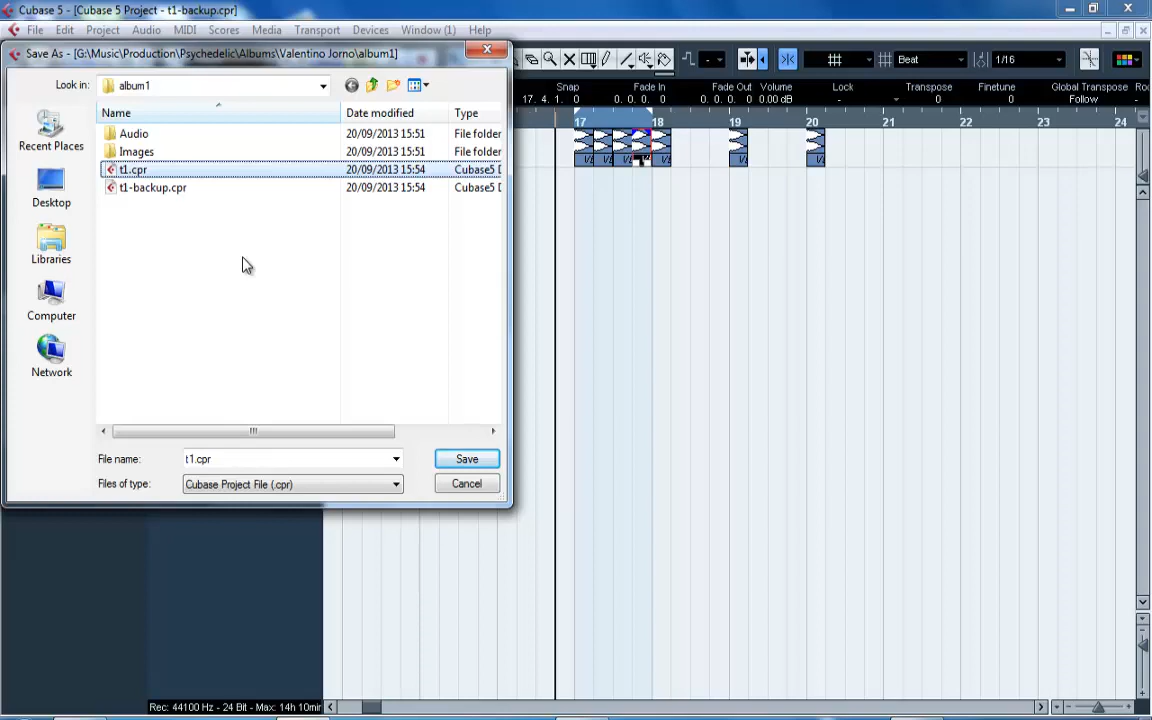 Cubase 5 - [Cubase 5 Project - t1-backup.cpr]
File Edit Project Audio MIDI Scores Media Transport Devices Window (1) Help
Save As - [G:\Music\Production\Psychedelic\Albums\Valentino Jorno\album1]
Look in: album1
Beat 1/16
Snap Fade In Fade Out Volume Lock Transpose Finetune Global Transpose
17. 4. 1. 0 0. 0. 0. 0 0. 0. 0. 0 0.00 dB - 0 0 Follow
17 18 19 20 21 22 23 24
Name Date modified Type
Recent Places
Desktop
Libraries
Computer
Network
Audio 20/09/2013 15:51 File folder
Images 20/09/2013 15:51 File folder
t1.cpr 20/09/2013 15:54 Cubase5
t1-backup.cpr 20/09/2013 15:54 Cubase5
File name: t1.cpr Save
Files of type: Cubase Project File (.cpr) Cancel
Rec: 44100 Hz - 24 Bit - Max: 14h 10min